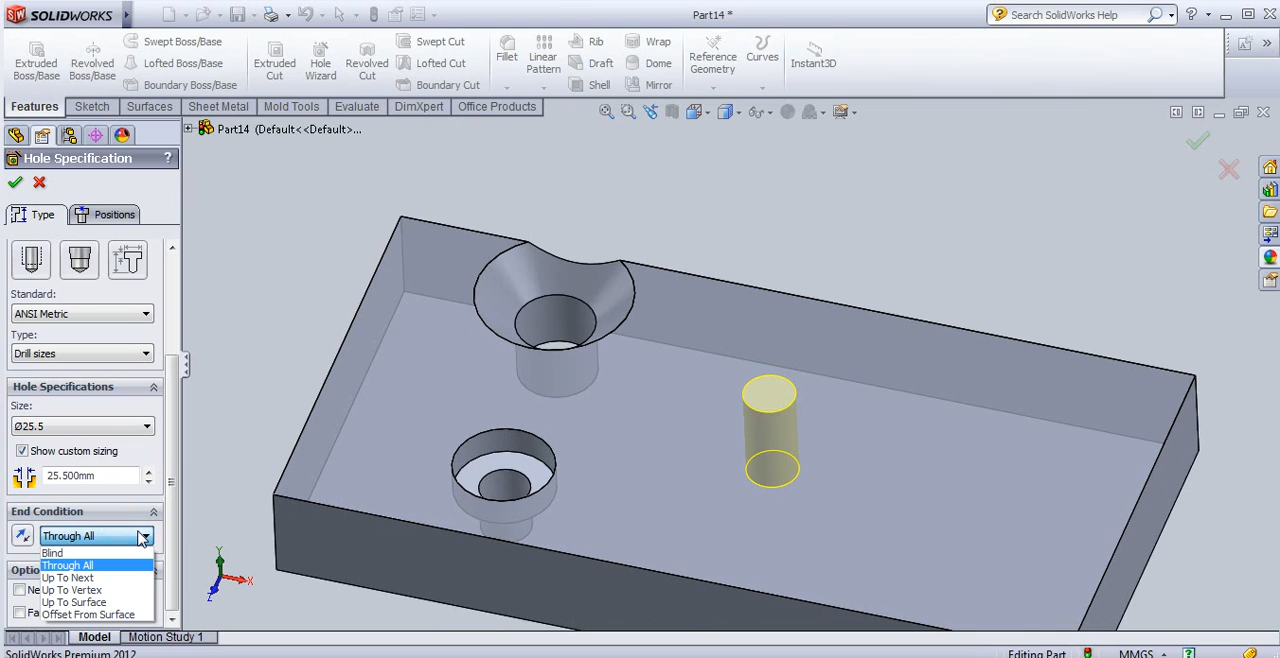 SOLIDWORKS
Part14 *
Search SolidWorks Help
Extruded Boss/Base
Revolved Boss/Base
Swept Boss/Base
Lofted Boss/Base
Boundary Boss/Base
Extruded Cut
Hole Wizard
Revolved Cut
Swept Cut
Lofted Cut
Boundary Cut
Fillet
Linear Pattern
Rib
Draft
Shell
Wrap
Dome
Mirror
Reference Geometry
Curves
Instant3D
Features
Sketch
Surfaces
Sheet Metal
Mold Tools
Evaluate
DimXpert
Office Products
Part14 (Default<<Default>...
Hole Specification
?
Type
Positions
Standard:
ANSI Metric
Type:
Drill sizes
Hole Specifications
Size:
Ø25.5
Show custom sizing
25.500mm
End Condition
Through All
Blind
Through All
Up To Next
Up To Vertex
Up To Surface
Offset From Surface
Y
X
Z
Model
Motion Study 1
SolidWorks Premium 2012
Editing Part
MMGS